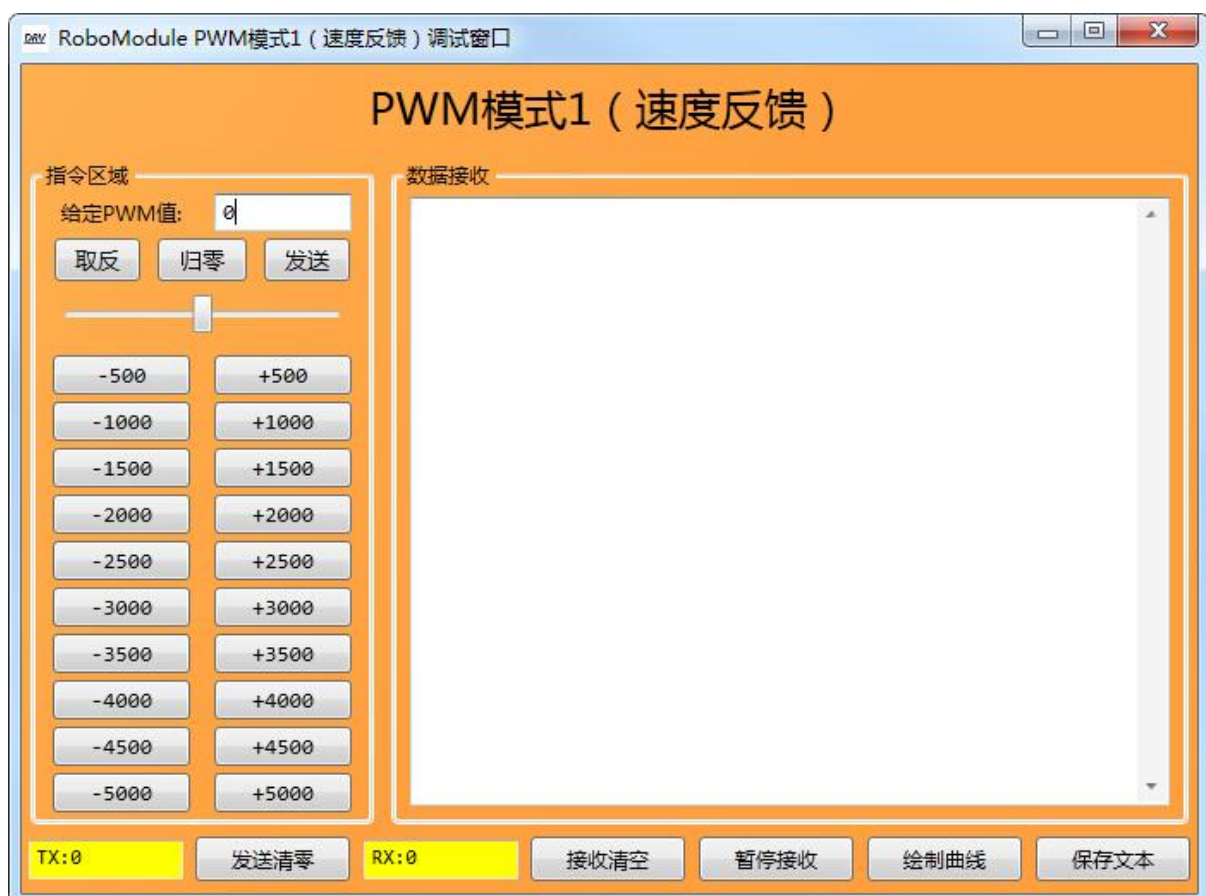 DRV RoboModule PWM模式1（速度反馈）调试窗口
PWM模式1（速度反馈）
指令区域
给定PWM值: 0
取反 归零 发送
-500 +500
-1000 +1000
-1500 +1500
-2000 +2000
-2500 +2500
-3000 +3000
-3500 +3500
-4000 +4000
-4500 +4500
-5000 +5000
数据接收
TX:0 发送清零 RX:0 接收清空 暂停接收 绘制曲线 保存文本